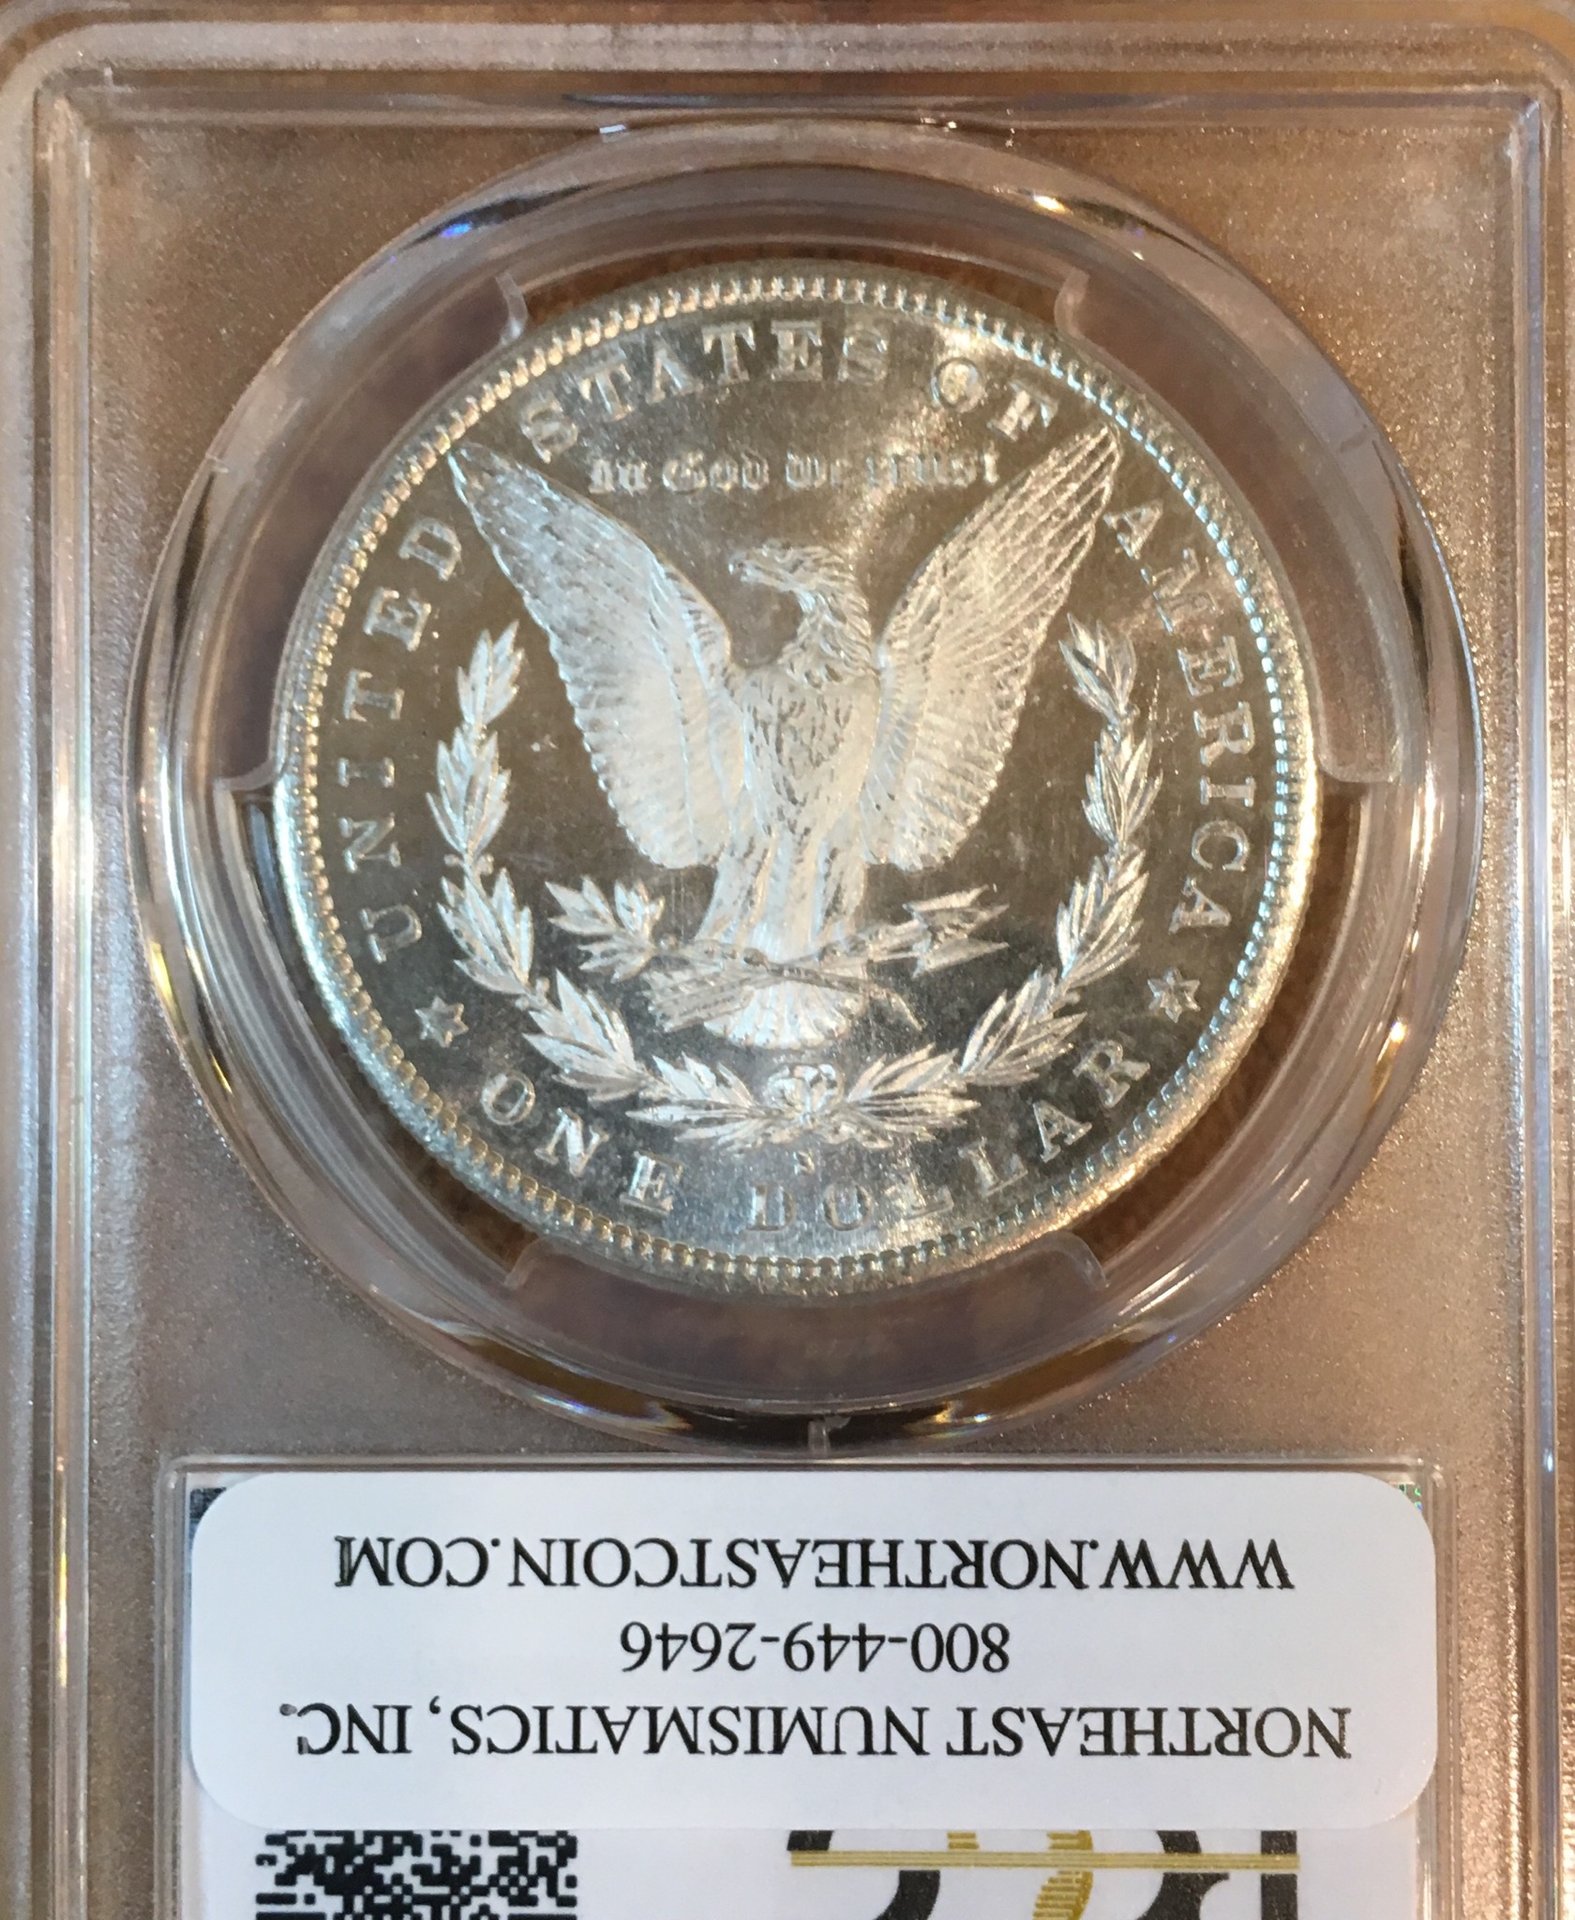 UNITED STATES OF AMERICA
In God We Trust
S
ONE DOLLAR
NORTHEAST NUMISMATICS, INC.
800-449-2646
WWW.NORTHEASTCOIN.COM